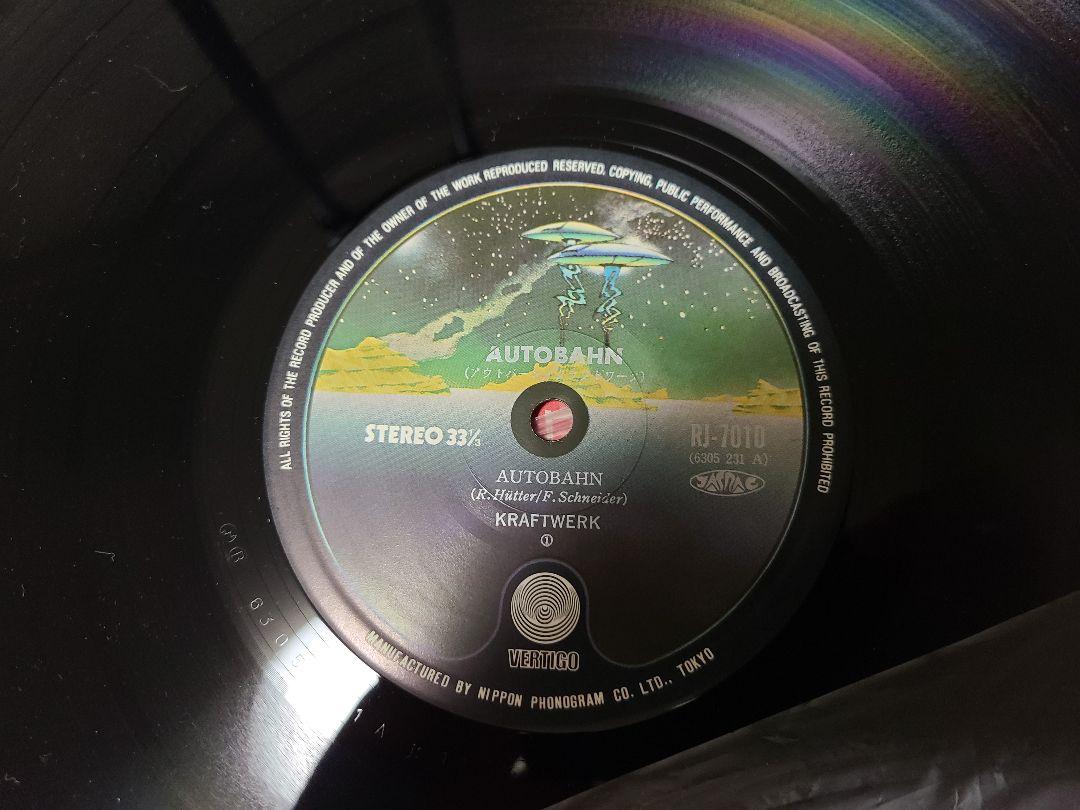 ALL RIGHTS OF THE RECORD PRODUCER AND OF THE OWNER OF THE WORK REPRODUCED RESERVED. COPYING, PUBLIC PERFORMANCE AND BROADCASTING OF THIS RECORD PROHIBITED
AUTOBAHN
STEREO 33⅓
RJ-7010
(6305 231 A)
JASRAC
AUTOBAHN
(R. Hütter/F. Schneider)
KRAFTWERK
①
VERTIGO
MANUFACTURED BY NIPPON PHONOGRAM CO. LTD., TOKYO
6305